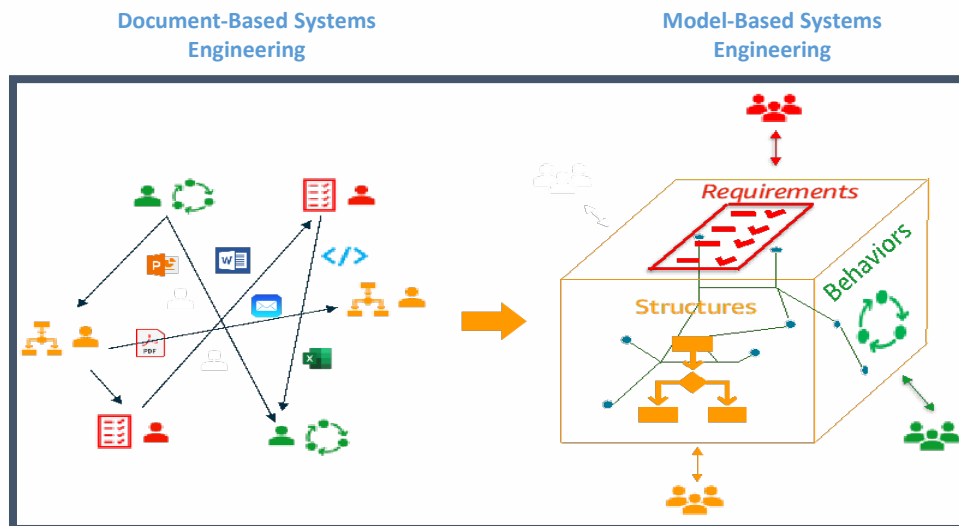 Document-Based Systems
Engineering
Model-Based Systems
Engineering
Requirements
Behaviors
Structures
P
W
</>
PDF
X